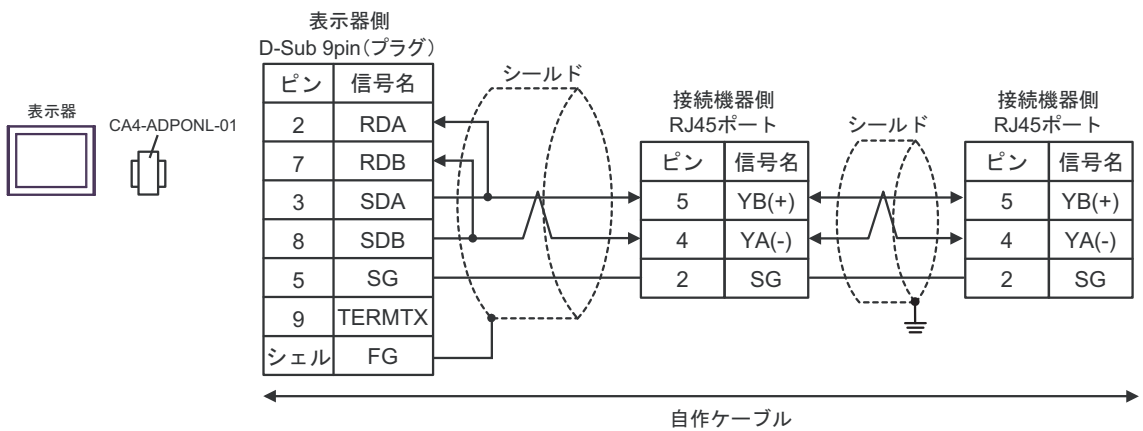 表示器
CA4-ADPONL-01
表示器側
D-Sub 9pin（プラグ）
ピン 信号名
2 RDA
7 RDB
3 SDA
8 SDB
5 SG
9 TERMTX
シェル FG
シールド
接続機器側
RJ45ポート
ピン 信号名
5 YB(+)
4 YA(-)
2 SG
シールド
接続機器側
RJ45ポート
ピン 信号名
5 YB(+)
4 YA(-)
2 SG
自作ケーブル